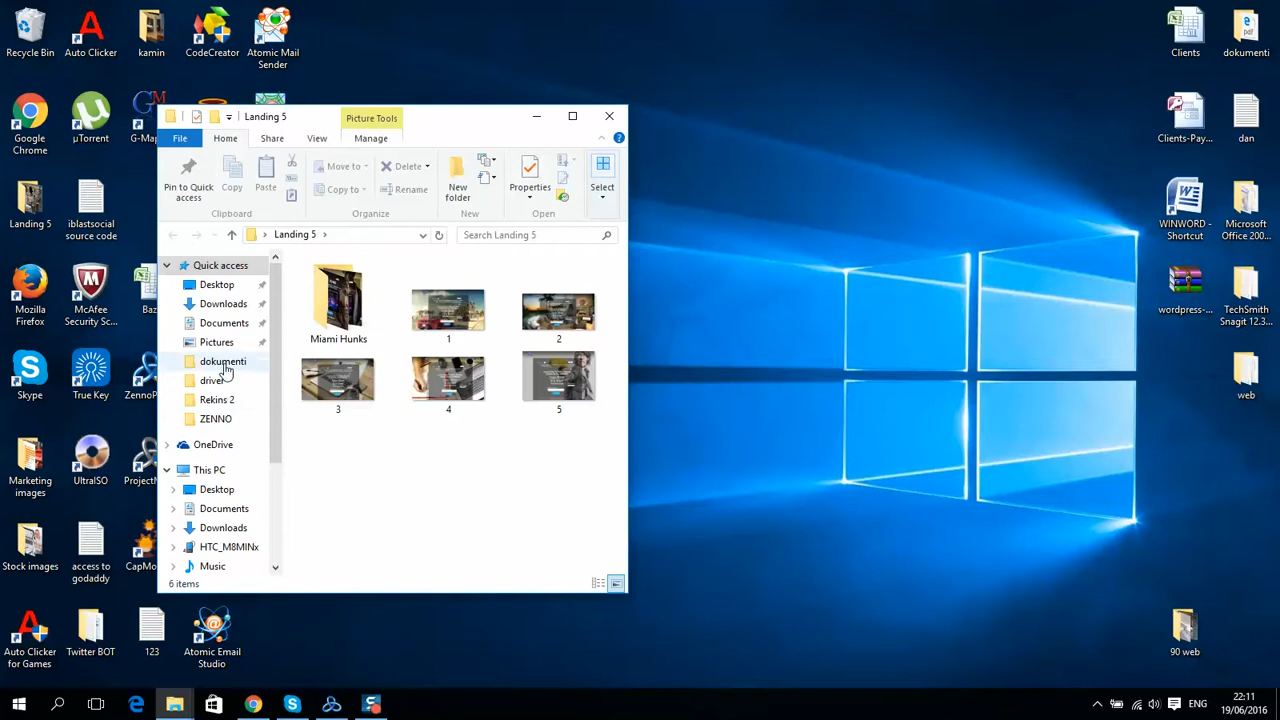 Recycle Bin
Auto Clicker
kamin
CodeCreator
Atomic Mail
Sender
Clients
dokumenti
Google
Chrome
µTorrent
G-Ma
Clients-Pay...
dan
Landing 5
iblastsocial
source code
WINWORD -
Shortcut
Microsoft
Office 200...
Mozilla
Firefox
McAfee
Security Sc...
Baz
wordpress-...
TechSmith
Snagit 12.3...
Skype
True Key
ZennoP
web
Marketing
images
UltraISO
ProjectM
Stock images
access to
godaddy
CapMo
Auto Clicker
for Games
Twitter BOT
123
Atomic Email
Studio
90 web
Landing 5
Picture Tools
File
Home
Share
View
Manage
Pin to Quick
access
Copy
Paste
Move to
Copy to
Delete
Rename
New
folder
Properties
Select
Clipboard
Organize
New
Open
Landing 5
Search Landing 5
Quick access
Desktop
Downloads
Documents
Pictures
dokumenti
driver
Rekins 2
ZENNO
OneDrive
This PC
Desktop
Documents
Downloads
HTC_M8MINx
Music
Miami Hunks
1
2
3
4
5
6 items
ENG
22:11
19/06/2016